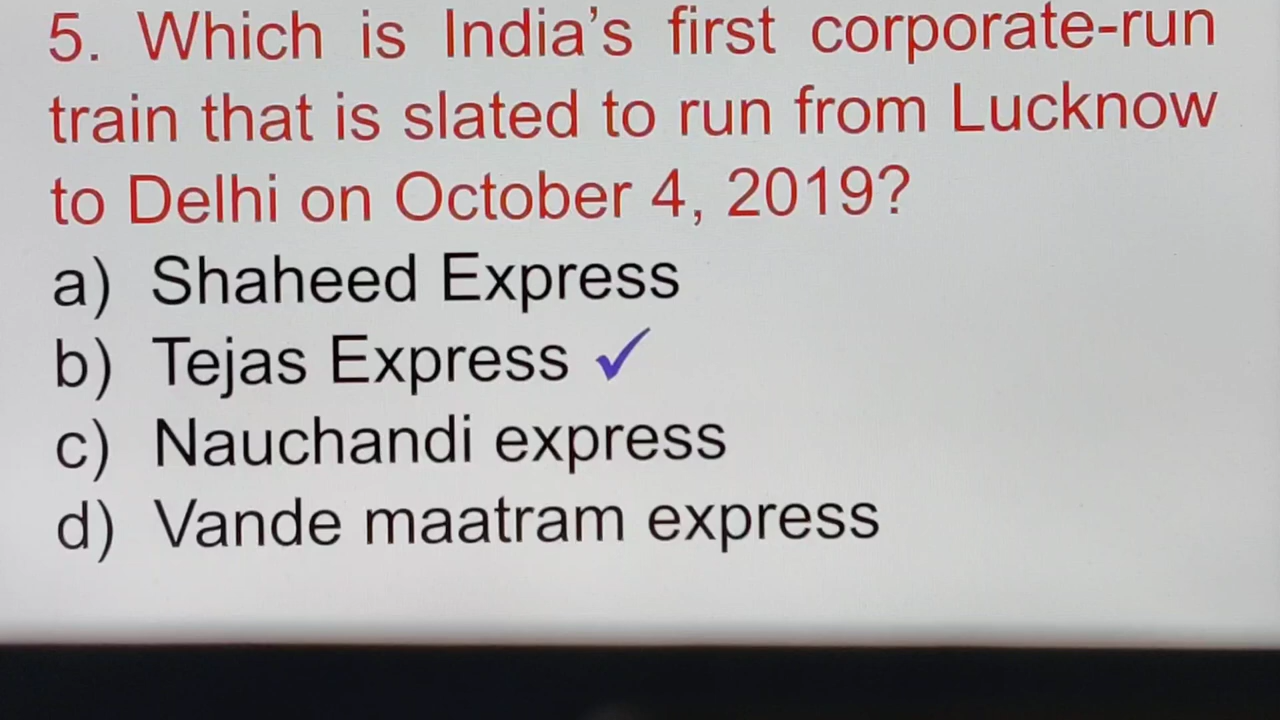 5. Which is India’s first corporate-run
train that is slated to run from Lucknow
to Delhi on October 4, 2019?
a) Shaheed Express
b) Tejas Express ✓
c) Nauchandi express
d) Vande maatram express